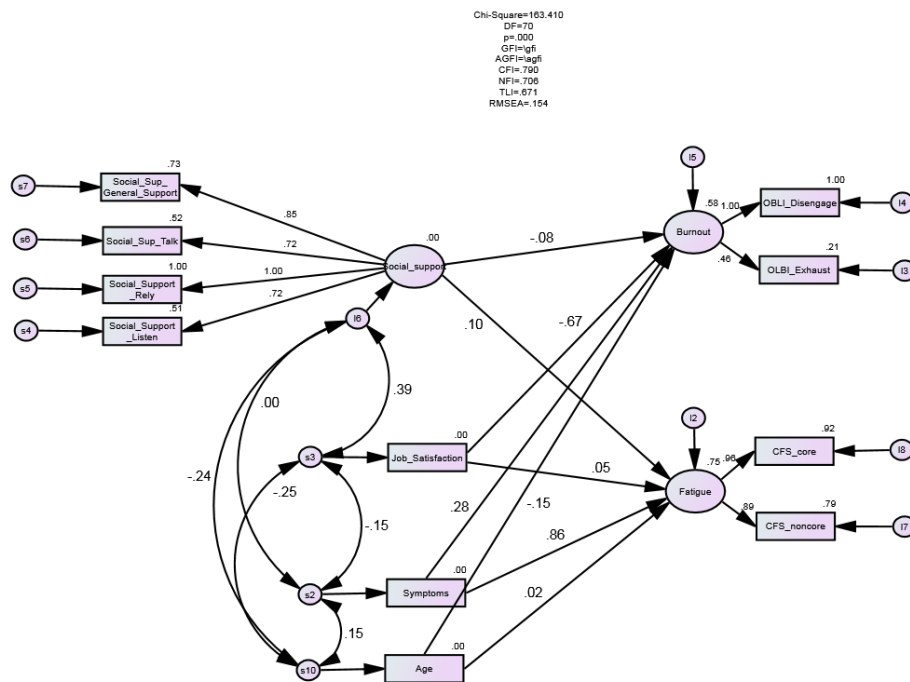 Chi-Square=163.410
DF=70
p=.000
GFI=\gfi
AGFI=\agfi
CFI=.790
NFI=.706
TLI=.671
RMSEA=.154
l5
.73
s7
Social_Sup_
General_Support
.85
.58
1.00
1.00
OBLI_Disengage
l4
Burnout
.52
s6
Social_Sup_Talk
.72
.00
-.08
.46
.21
OLBI_Exhaust
l3
1.00
s5
Social_Support
_Rely
1.00
Social_support
.72
.51
s4
Social_Support
_Listen
l6
.10
-.67
.00
.39
l2
.00
s3
Job_Satisfaction
.05
.92
CFS_core
l8
.75
.96
Fatigue
-.24
-.25
.28
-.15
.89
.79
CFS_noncore
l7
-.15
.86
.00
s2
Symptoms
.02
.15
.00
s10
Age